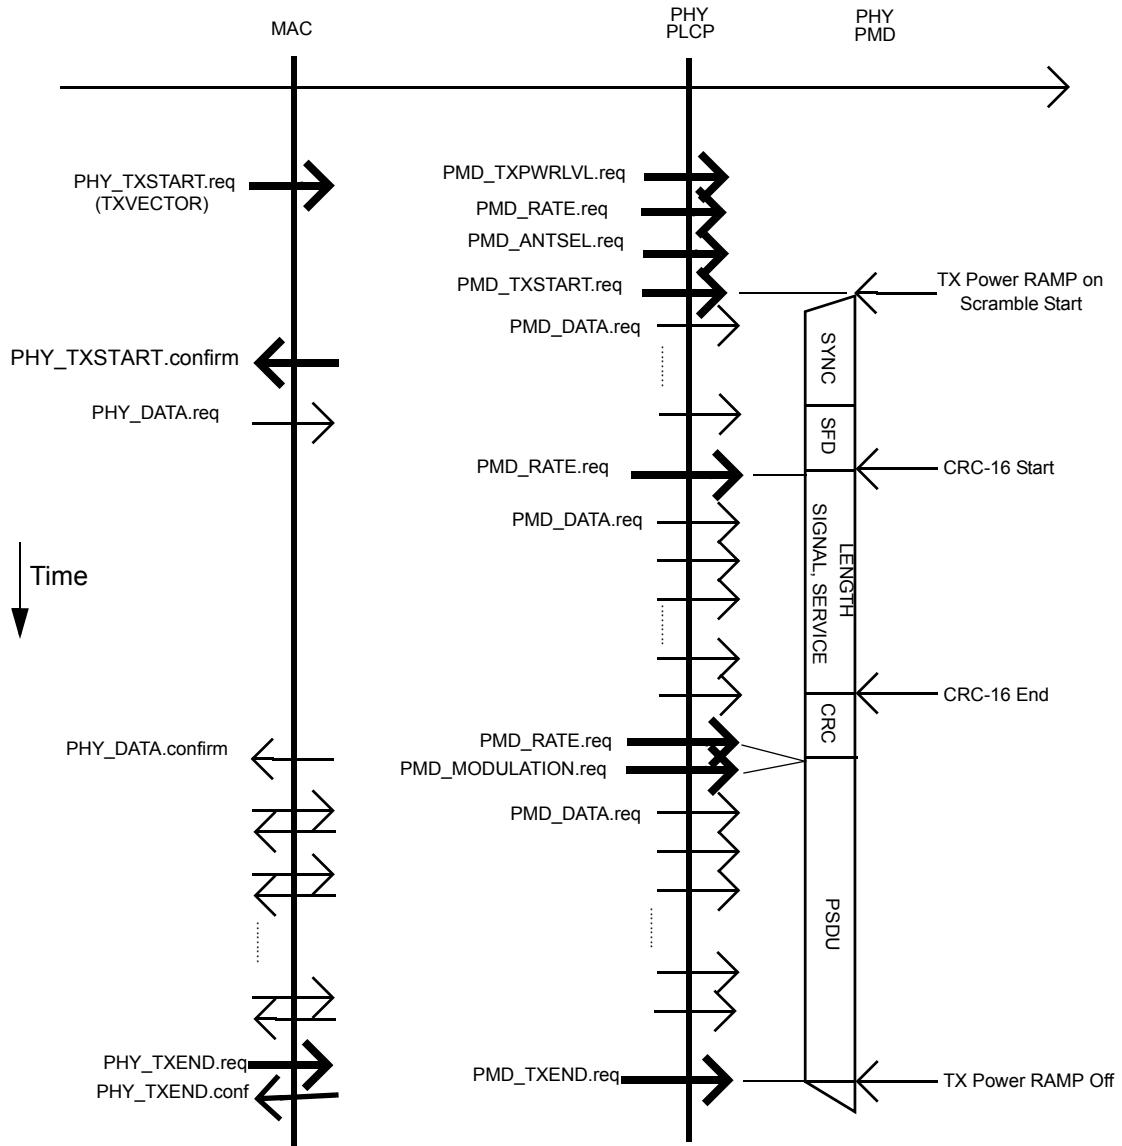 MAC
PHY
PLCP
PHY
PMD
PHY_TXSTART.req
(TXVECTOR)
PMD_TXPWRLVL.req
PMD_RATE.req
PMD_ANTSEL.req
PMD_TXSTART.req
TX Power RAMP on
Scramble Start
PMD_DATA.req
SYNC
PHY_TXSTART.confirm
PHY_DATA.req
SFD
PMD_RATE.req
CRC-16 Start
PMD_DATA.req
LENGTH
SIGNAL, SERVICE
Time
CRC-16 End
CRC
PMD_RATE.req
PHY_DATA.confirm
PMD_MODULATION.req
PMD_DATA.req
PSDU
PHY_TXEND.req
PMD_TXEND.req
TX Power RAMP Off
PHY_TXEND.conf